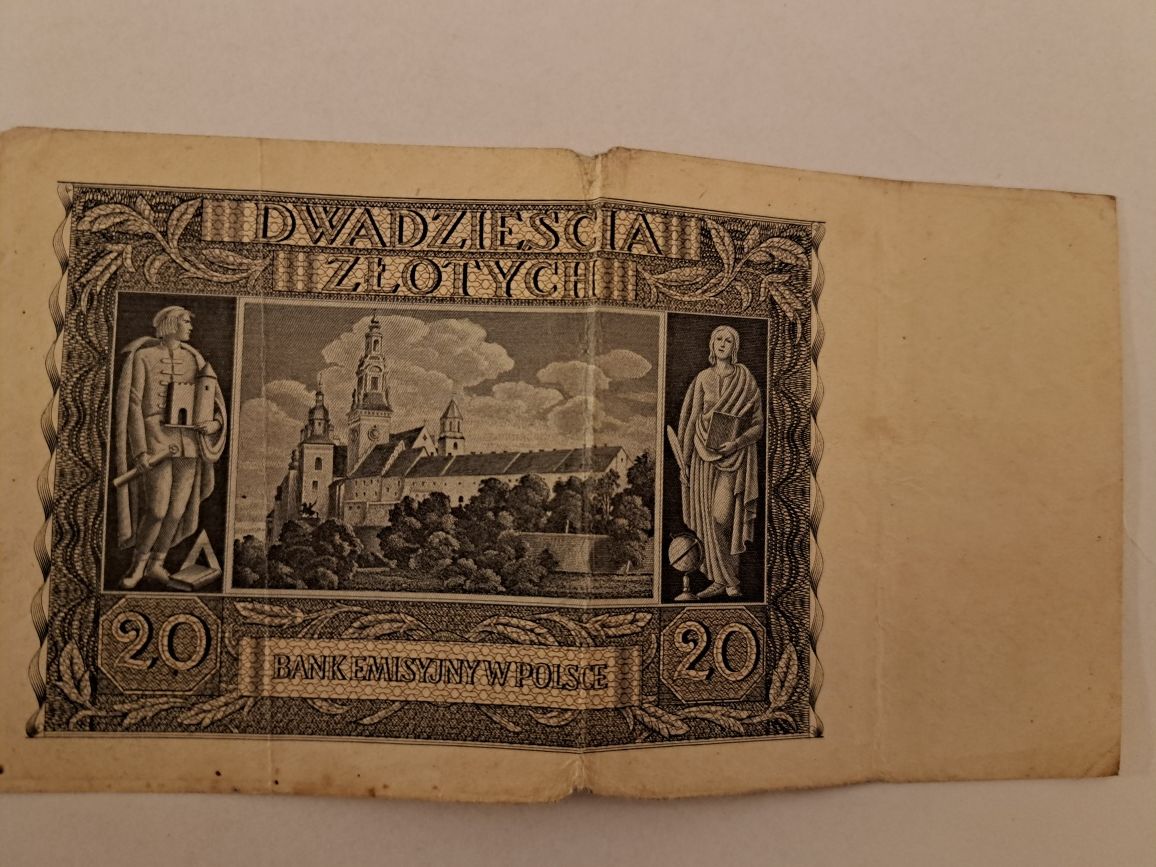 DWADZIEŚCIA
ZŁOTYCH
20
BANK EMISYJNY W POLSCE
20